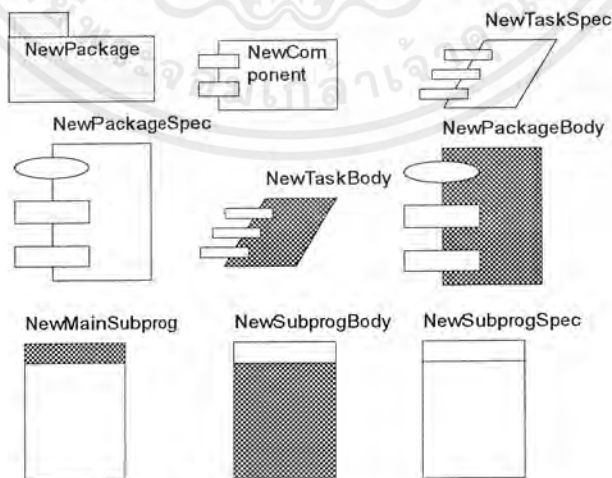 NewTaskSpec
NewPackage
NewCom
ponent
NewPackageSpec
NewPackageBody
NewTaskBody
NewMainSubprog
NewSubprogBody
NewSubprogSpec